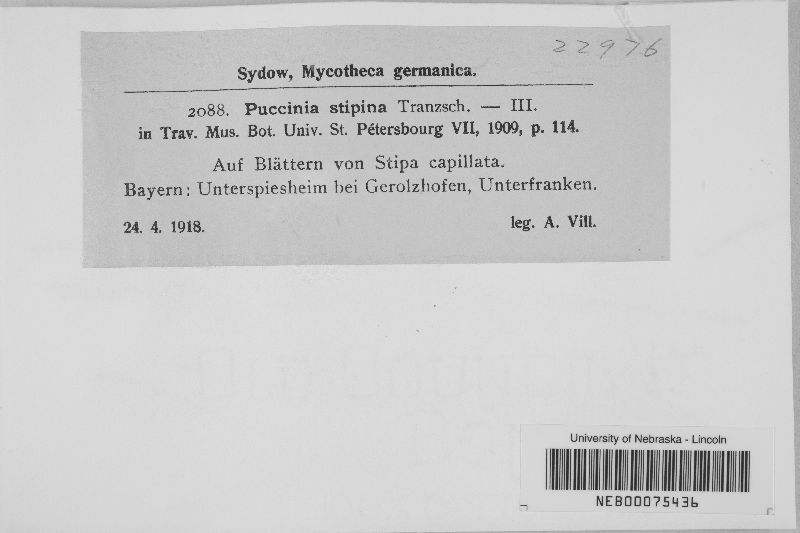 22976
Sydow, Mycotheca germanica.
2088. Puccinia stipina Tranzsch. — III.
in Trav. Mus. Bot. Univ. St. Pétersbourg VII, 1909, p. 114.
Auf Blättern von Stipa capillata.
Bayern: Unterspiesheim bei Gerolzhofen, Unterfranken.
24. 4. 1918. leg. A. Vill.
University of Nebraska - Lincoln
NEB00075436